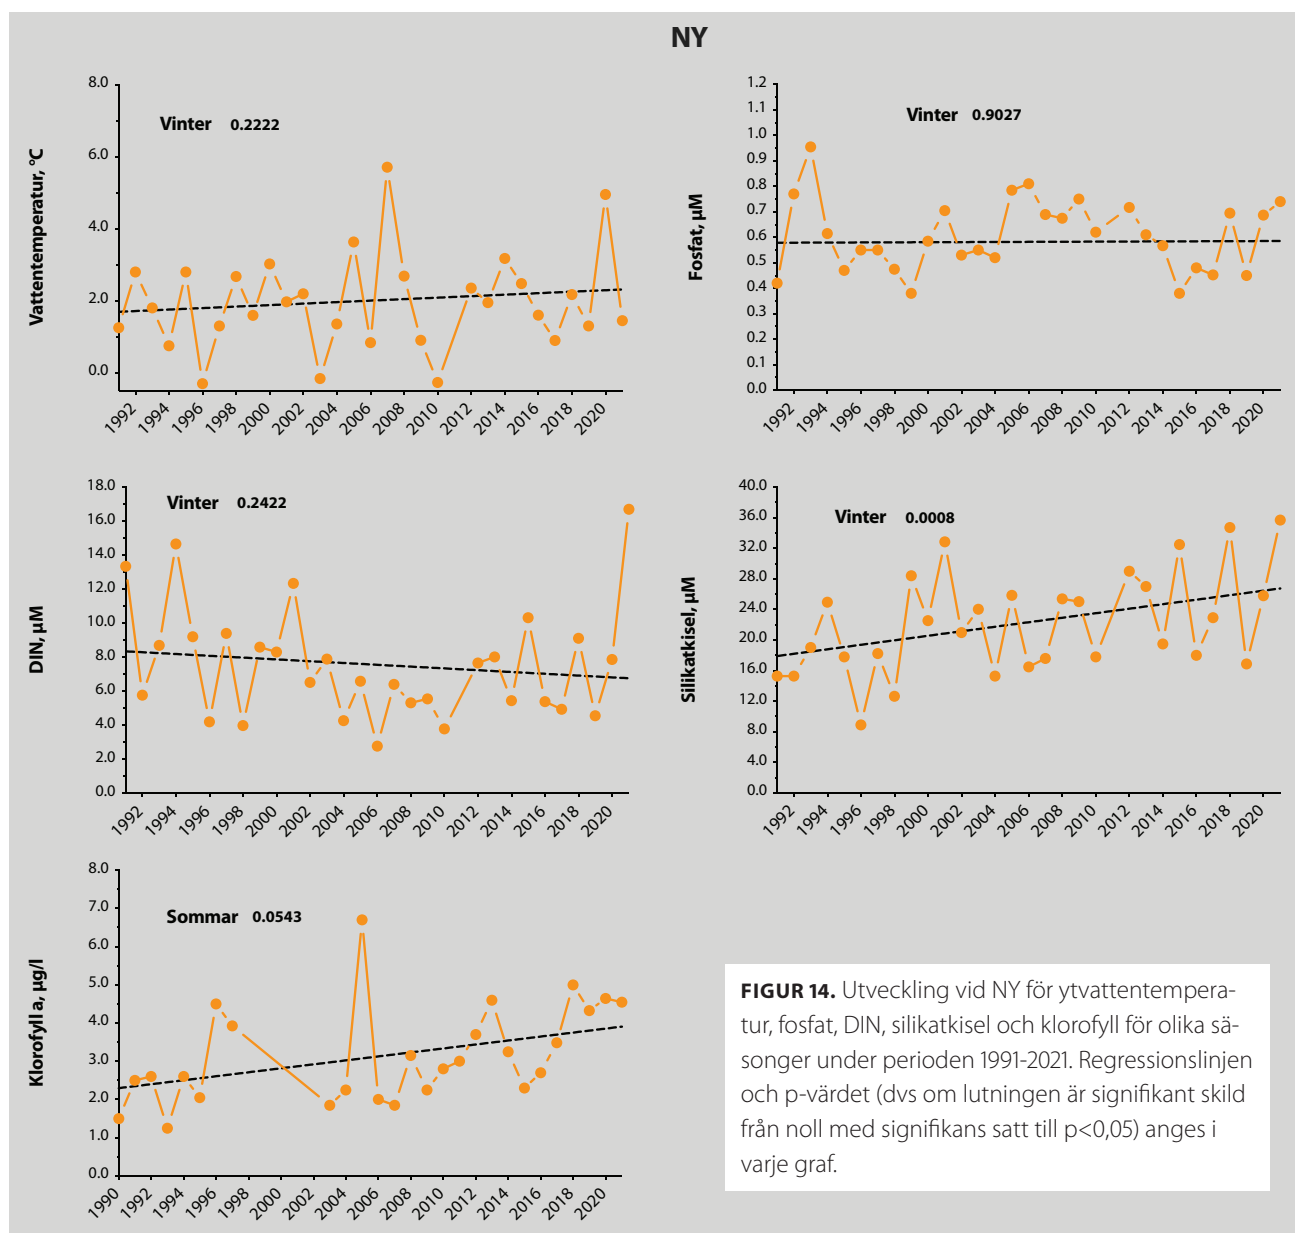 NY
Vattentemperatur, °C
8.0
6.0
4.0
2.0
0.0
Vinter 0.2222
1992 1994 1996 1998 2000 2002 2004 2006 2008 2010 2012 2014 2016 2018 2020
Fosfat, µM
1.2
1.1
1.0
0.9
0.8
0.7
0.6
0.5
0.4
0.3
0.2
0.1
0.0
Vinter 0.9027
1992 1994 1996 1998 2000 2002 2004 2006 2008 2010 2012 2014 2016 2018 2020
DIN, µM
18.0
16.0
14.0
12.0
10.0
8.0
6.0
4.0
2.0
0.0
Vinter 0.2422
1992 1994 1996 1998 2000 2002 2004 2006 2008 2010 2012 2014 2016 2018 2020
Silikatkisel, µM
40.0
36.0
32.0
28.0
24.0
20.0
16.0
12.0
8.0
4.0
0.0
Vinter 0.0008
1992 1994 1996 1998 2000 2002 2004 2006 2008 2010 2012 2014 2016 2018 2020
Klorofyll a, µg/l
8.0
7.0
6.0
5.0
4.0
3.0
2.0
1.0
0.0
Sommar 0.0543
1990 1992 1994 1996 1998 2000 2002 2004 2006 2008 2010 2012 2014 2016 2018 2020
FIGUR 14. Utveckling vid NY för ytvattentempera-
tur, fosfat, DIN, silikatkisel och klorofyll för olika sä-
songer under perioden 1991-2021. Regressionslinjen
och p-värdet (dvs om lutningen är signifikant skild
från noll med signifikans satt till p<0,05) anges i
varje graf.